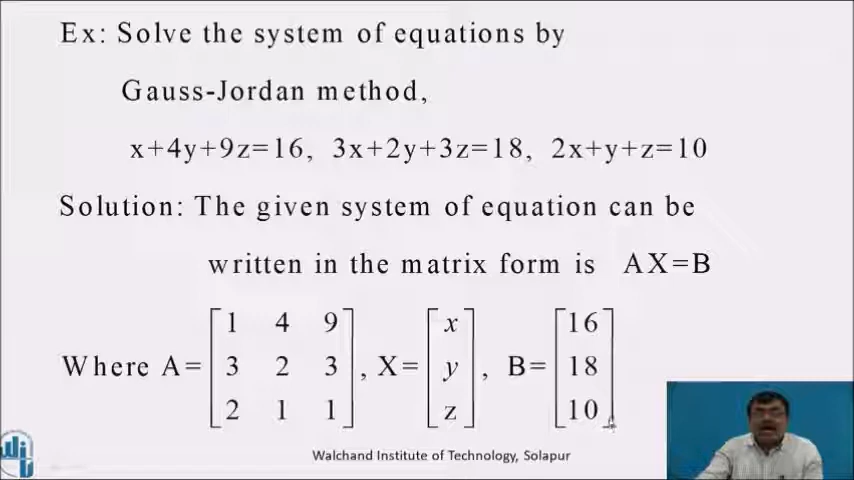 Ex: Solve the system of equations by
Gauss-Jordan method,
x+4y+9z=16, 3x+2y+3z=18, 2x+y+z=10
Solution: The given system of equation can be
written in the matrix form is AX=B
1 4 9 x 16
Where A= 3 2 3 , X= y , B= 18
2 1 1 z 10
Walchand Institute of Technology, Solapur